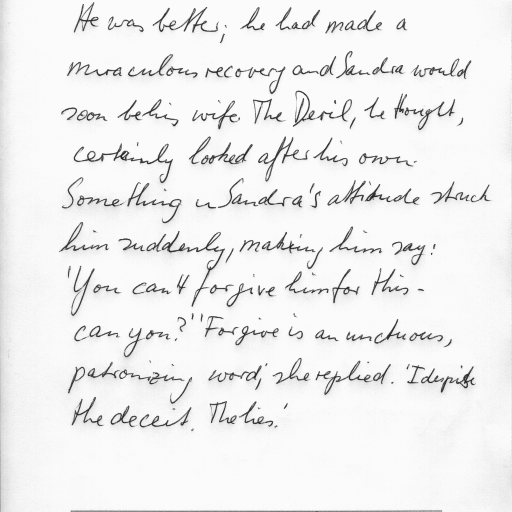 He was better; he had made a
miraculous recovery and Sandra would
soon be his wife. The Devil, he thought,
certainly looked after his own.
Something in Sandra's attitude struck
him suddenly, making him say:
'You can't forgive him for this -
can you?' 'Forgive is an unctuous,
patronizing word,' she replied. 'I despise
the deceit. The lies.'